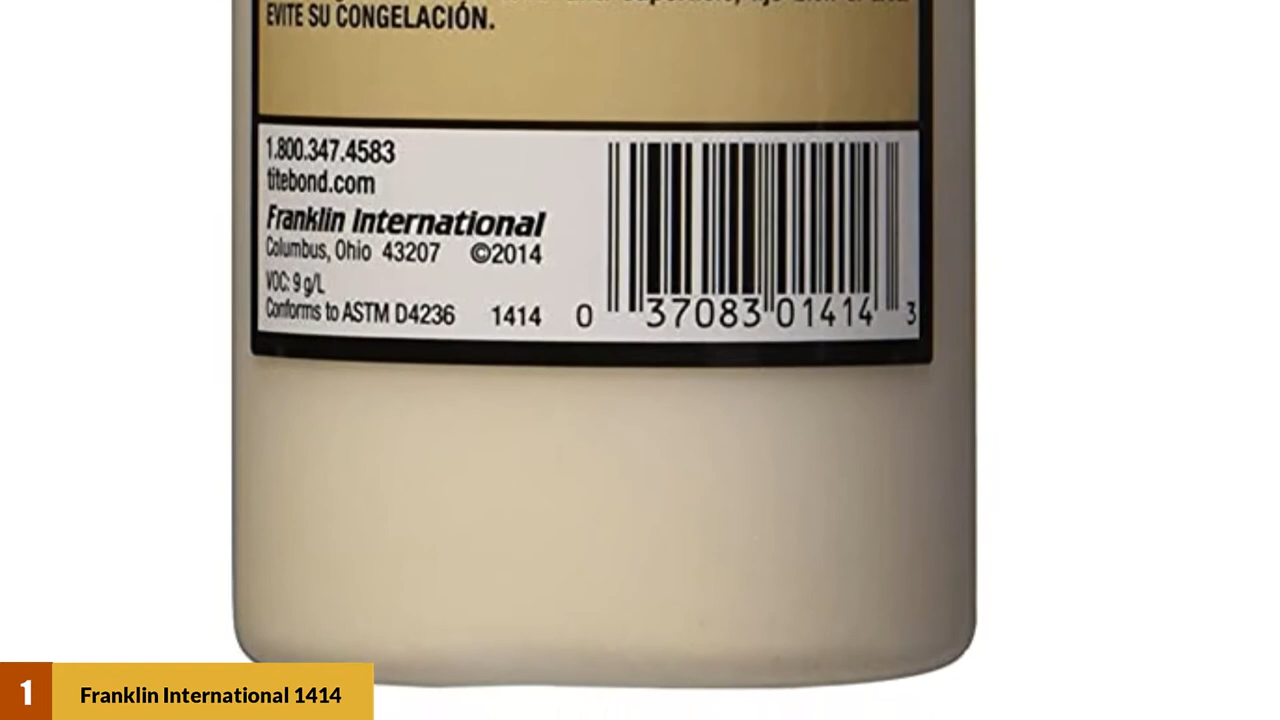 EVITE SU CONGELACIÓN.
1.800.347.4583
titebond.com
Franklin International
Columbus, Ohio 43207 ©2014
VOC: 9 g/L
Conforms to ASTM D4236 1414
0 37083 01414 3
1 Franklin International 1414